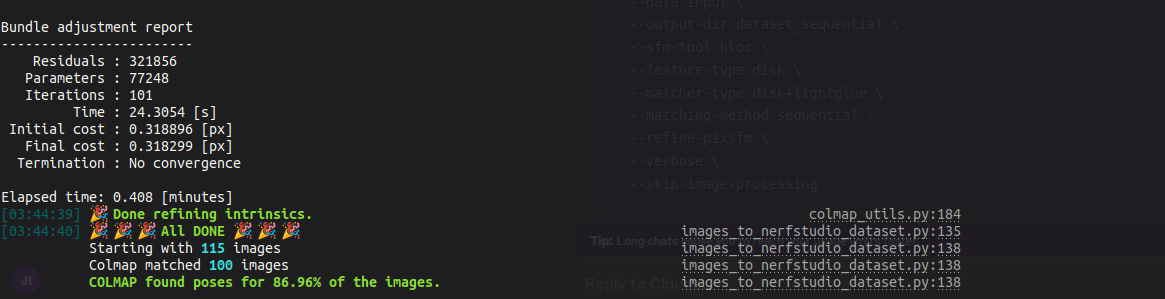 --data input \
Bundle adjustment report
--output-dir dataset_sequential \
------------------------
--sfm-tool hloc \
Residuals : 321856
--feature-type disk \
Parameters : 77248
--matcher-type disk+lightglue \
Iterations : 101
Time : 24.3054 [s]
--matching-method sequential \
Initial cost : 0.318896 [px]
--refine-pixsfm \
Final cost : 0.318299 [px]
--verbose \
Termination : No convergence
--skip-image-processing
Elapsed time: 0.408 [minutes]
[03:44:39] 🎉 Done refining intrinsics. colmap_utils.py:184
[03:44:40] 🎉 🎉 🎉 All DONE 🎉 🎉 🎉 images_to_nerfstudio_dataset.py:135
Tip: Long chats
Starting with 115 images images_to_nerfstudio_dataset.py:138
Colmap matched 100 images images_to_nerfstudio_dataset.py:138
COLMAP found poses for 86.96% of the images. images_to_nerfstudio_dataset.py:138
JI
Reply to